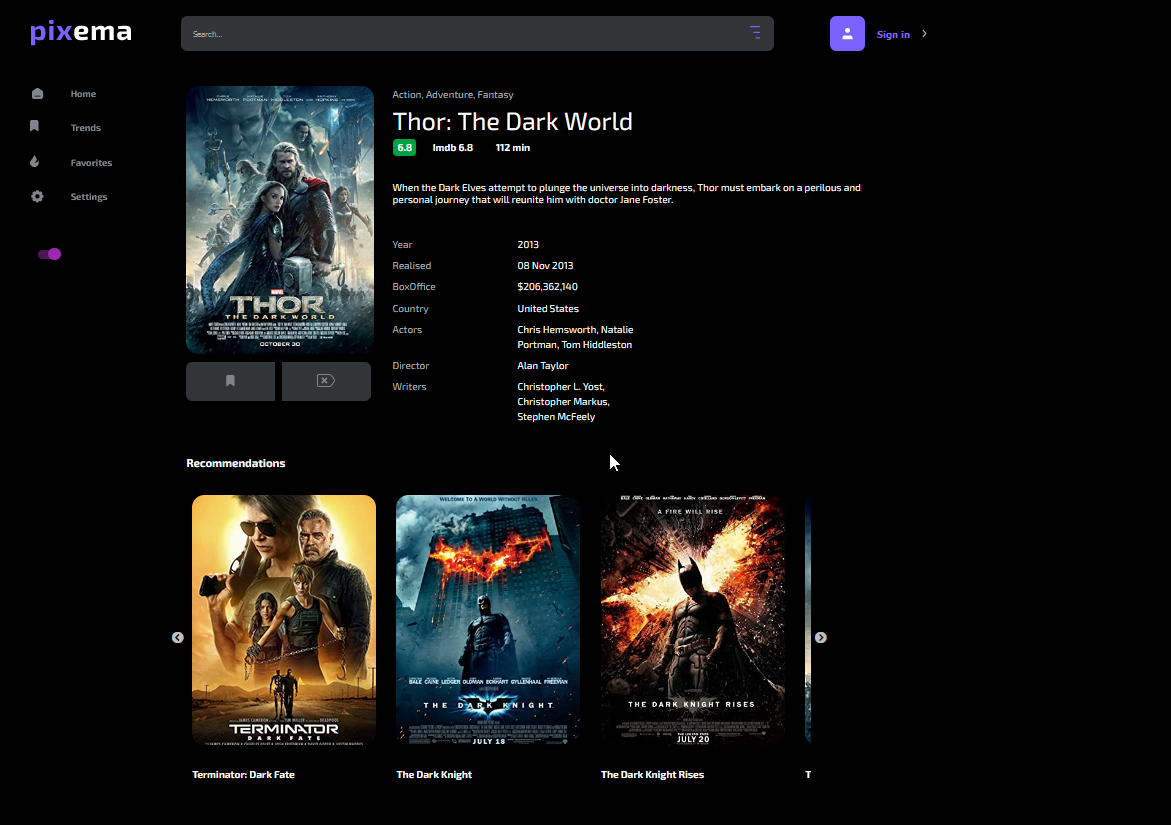 pixema
Search...
Sign in
Home
Trends
Favorites
Settings
CHRIS NATALIE TOM ANTHONY
HEMSWORTH PORTMAN HIDDLESTON AND HOPKINS
MARVEL
THOR
THE DARK WORLD
OCTOBER 30
Action, Adventure, Fantasy
Thor: The Dark World
6.8 Imdb 6.8 112 min
When the Dark Elves attempt to plunge the universe into darkness, Thor must embark on a perilous and
personal journey that will reunite him with doctor Jane Foster.
Year 2013
Realised 08 Nov 2013
BoxOffice $206,362,140
Country United States
Actors Chris Hemsworth, Natalie
Portman, Tom Hiddleston
Director Alan Taylor
Writers Christopher L. Yost,
Christopher Markus,
Stephen McFeely
Recommendations
TERMINATOR
DARK FATE
WELCOME TO A WORLD WITHOUT RULES.
BALE CAINE LEDGER OLDMAN ECKHART GYLLENHAAL FREEMAN
THE DARK KNIGHT
JULY 18
A FIRE WILL RISE
THE DARK KNIGHT RISES
JULY 20
Terminator: Dark Fate
The Dark Knight
The Dark Knight Rises
T